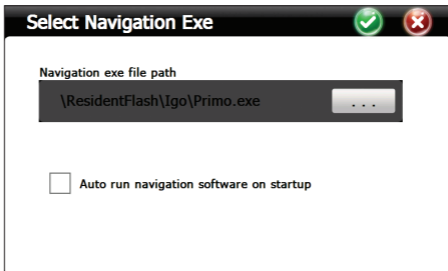 Select Navigation Exe
Navigation exe file path
\ResidentFlash\Igo\Primo.exe
...
Auto run navigation software on startup